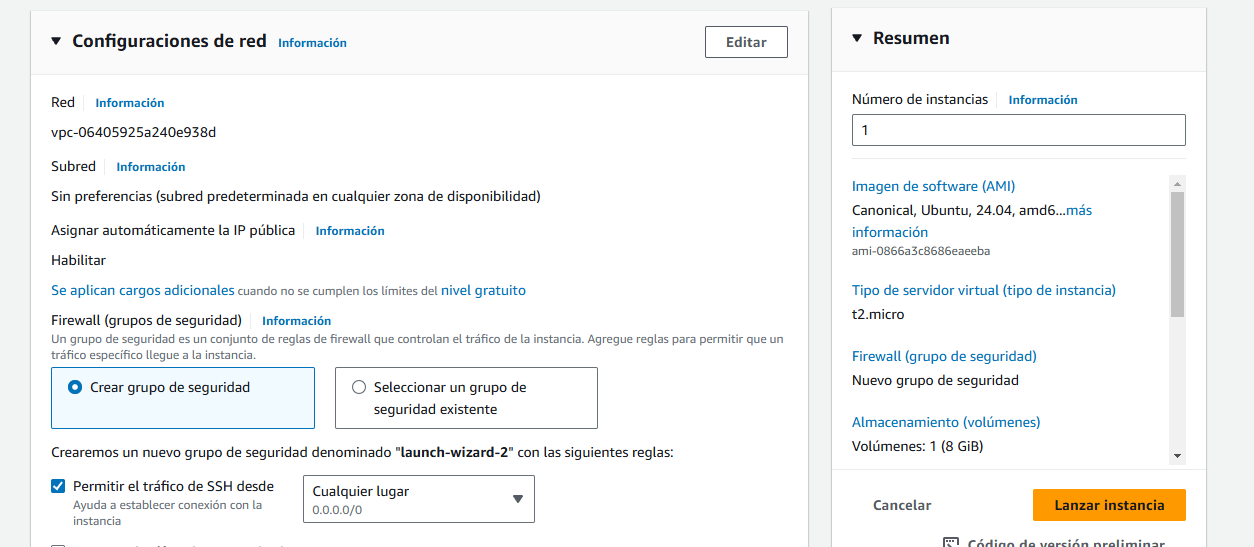 Configuraciones de red Información
Editar
Red Información
vpc-06405925a240e938d
Subred Información
Sin preferencias (subred predeterminada en cualquier zona de disponibilidad)
Asignar automáticamente la IP pública Información
Habilitar
Se aplican cargos adicionales cuando no se cumplen los límites del nivel gratuito
Firewall (grupos de seguridad) Información
Un grupo de seguridad es un conjunto de reglas de firewall que controlan el tráfico de la instancia. Agregue reglas para permitir que un
tráfico específico llegue a la instancia.
Crear grupo de seguridad
Seleccionar un grupo de
seguridad existente
Crearemos un nuevo grupo de seguridad denominado "launch-wizard-2" con las siguientes reglas:
Permitir el tráfico de SSH desde
Ayuda a establecer conexión con la
instancia
Cualquier lugar
0.0.0.0/0
Resumen
Número de instancias Información
1
Imagen de software (AMI)
Canonical, Ubuntu, 24.04, amd6...más
información
ami-0866a3c8686eaeeba
Tipo de servidor virtual (tipo de instancia)
t2.micro
Firewall (grupo de seguridad)
Nuevo grupo de seguridad
Almacenamiento (volúmenes)
Volúmenes: 1 (8 GiB)
Cancelar
Lanzar instancia
Código de versión preliminar